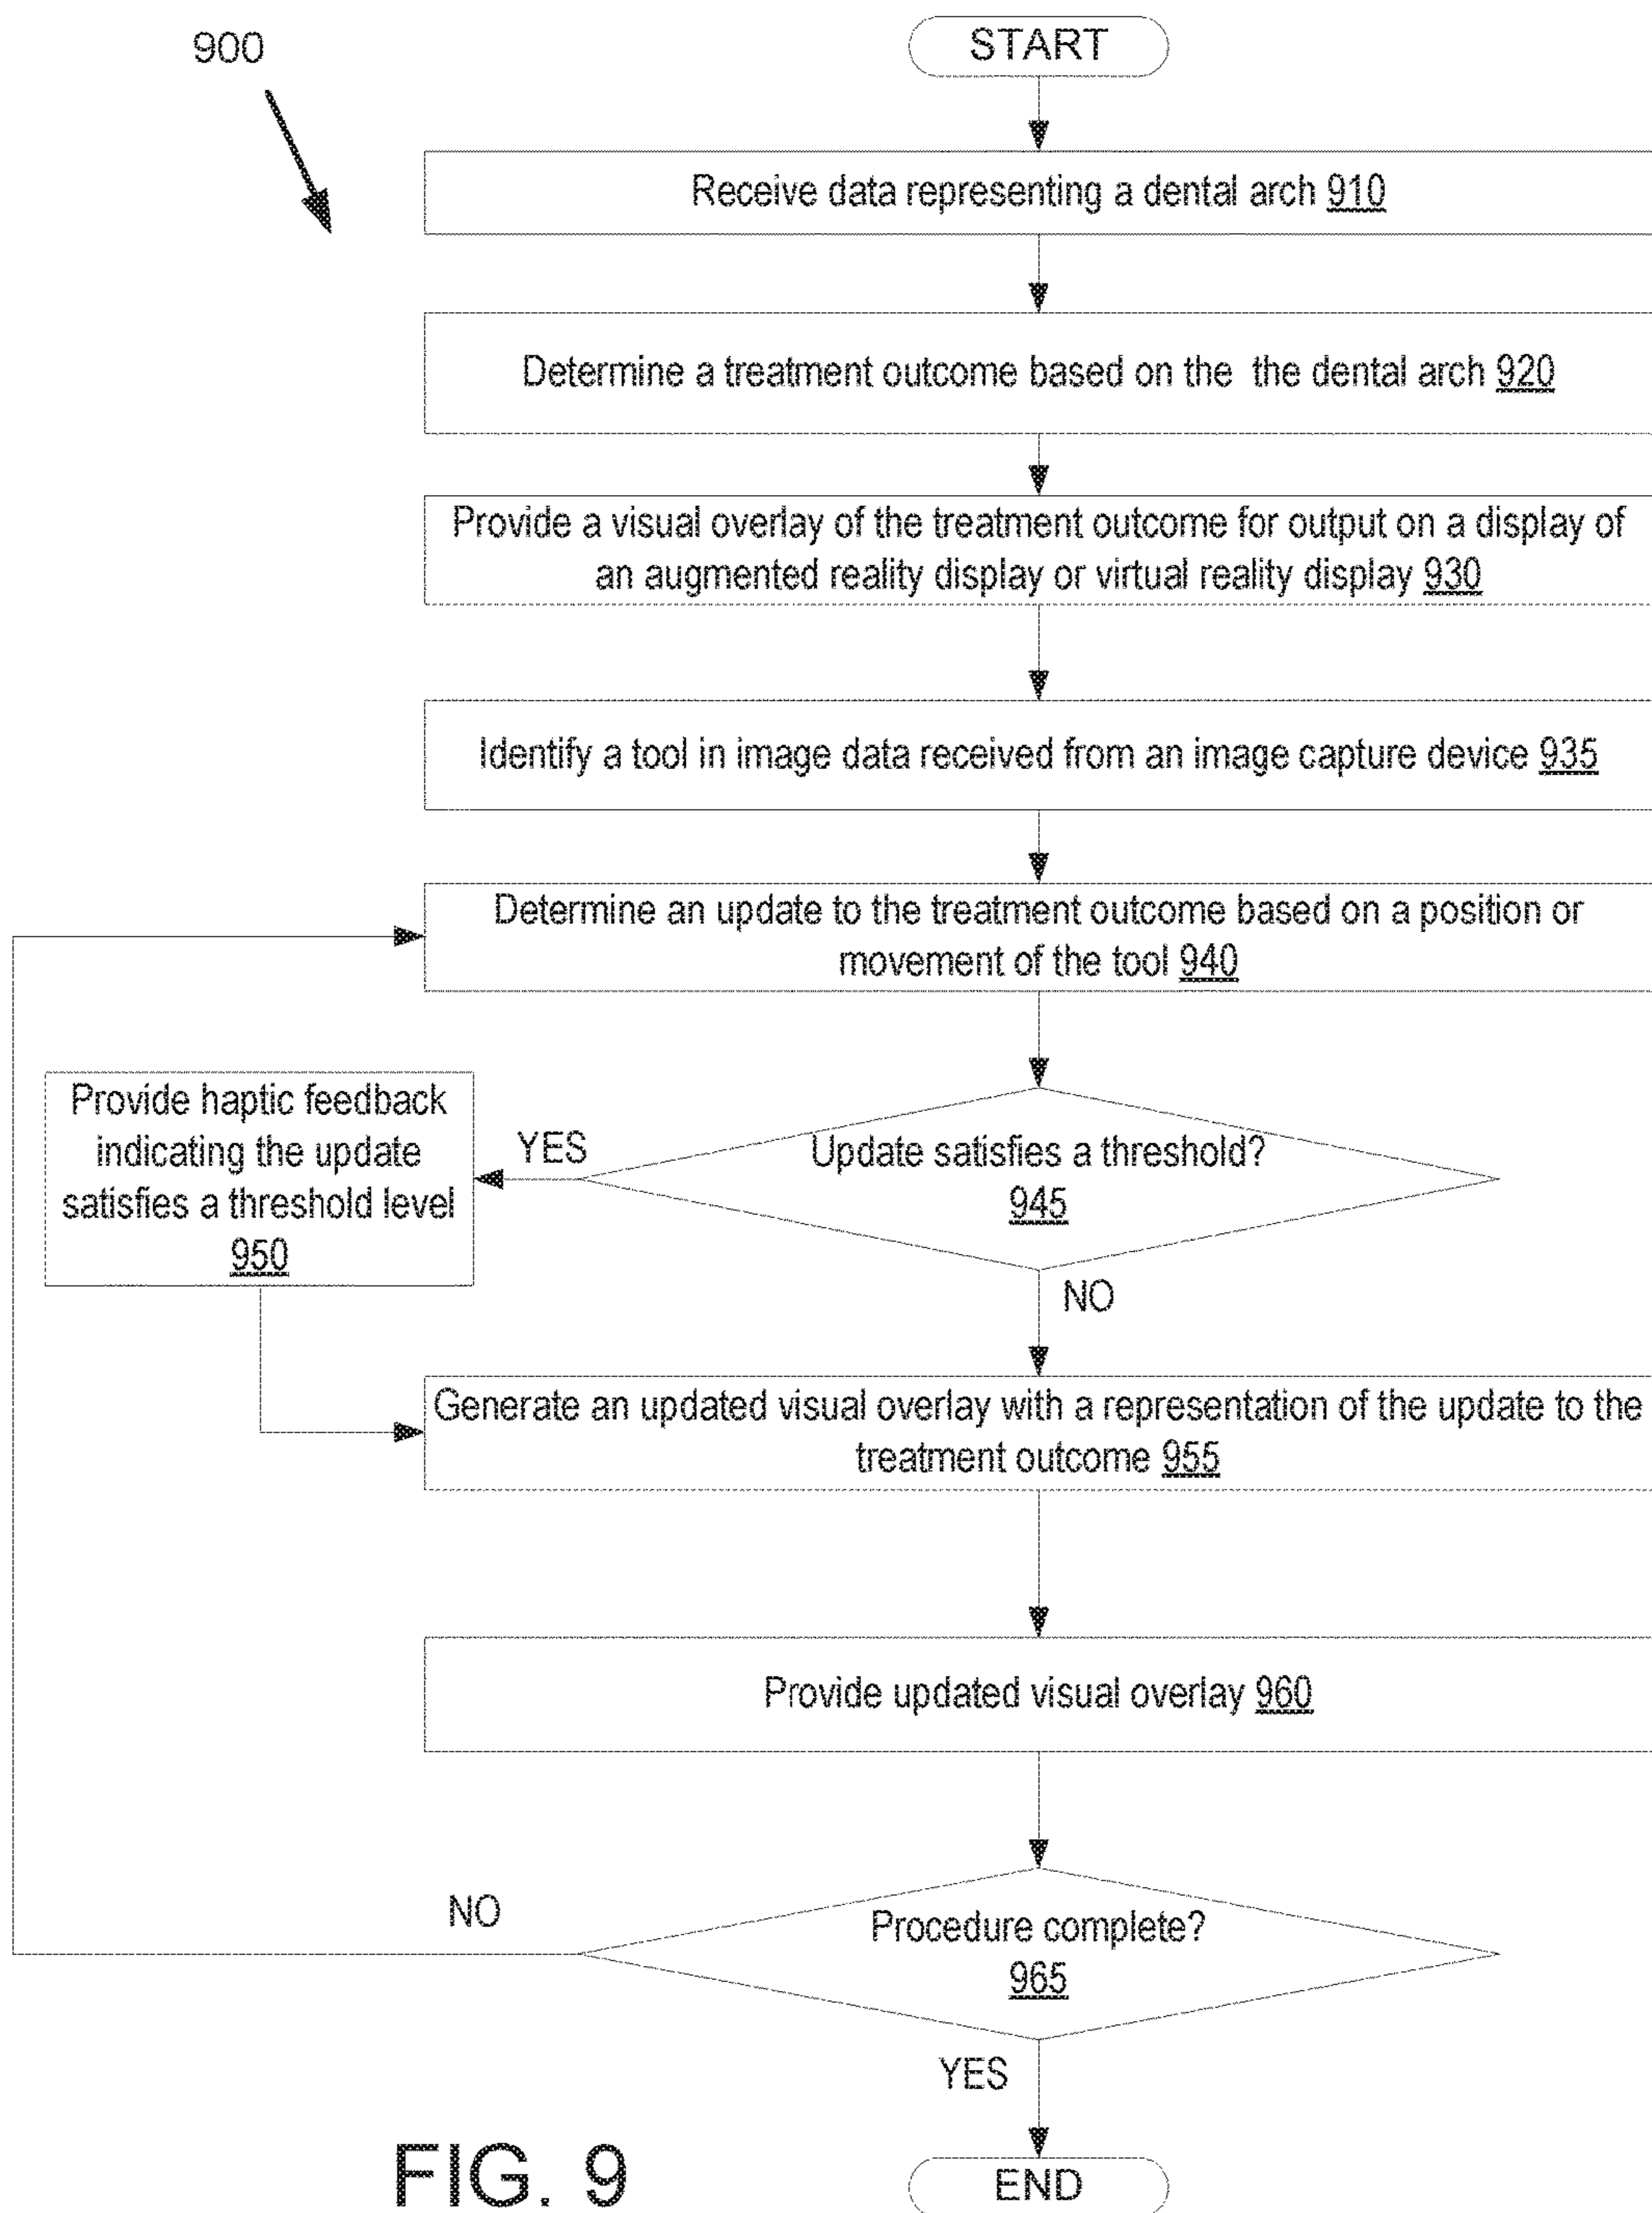 900
START
Receive data representing a dental arch 910
Determine a treatment outcome based on the the dental arch 920
Provide a visual overlay of the treatment outcome for output on a display of
an augmented reality display or virtual reality display 930
Identify a tool in image data received from an image capture device 935
Determine an update to the treatment outcome based on a position or
movement of the tool 940
Provide haptic feedback
indicating the update
satisfies a threshold level
950
YES
Update satisfies a threshold?
945
NO
Generate an updated visual overlay with a representation of the update to the
treatment outcome 955
Provide updated visual overlay 960
NO
Procedure complete?
965
YES
END
FIG. 9